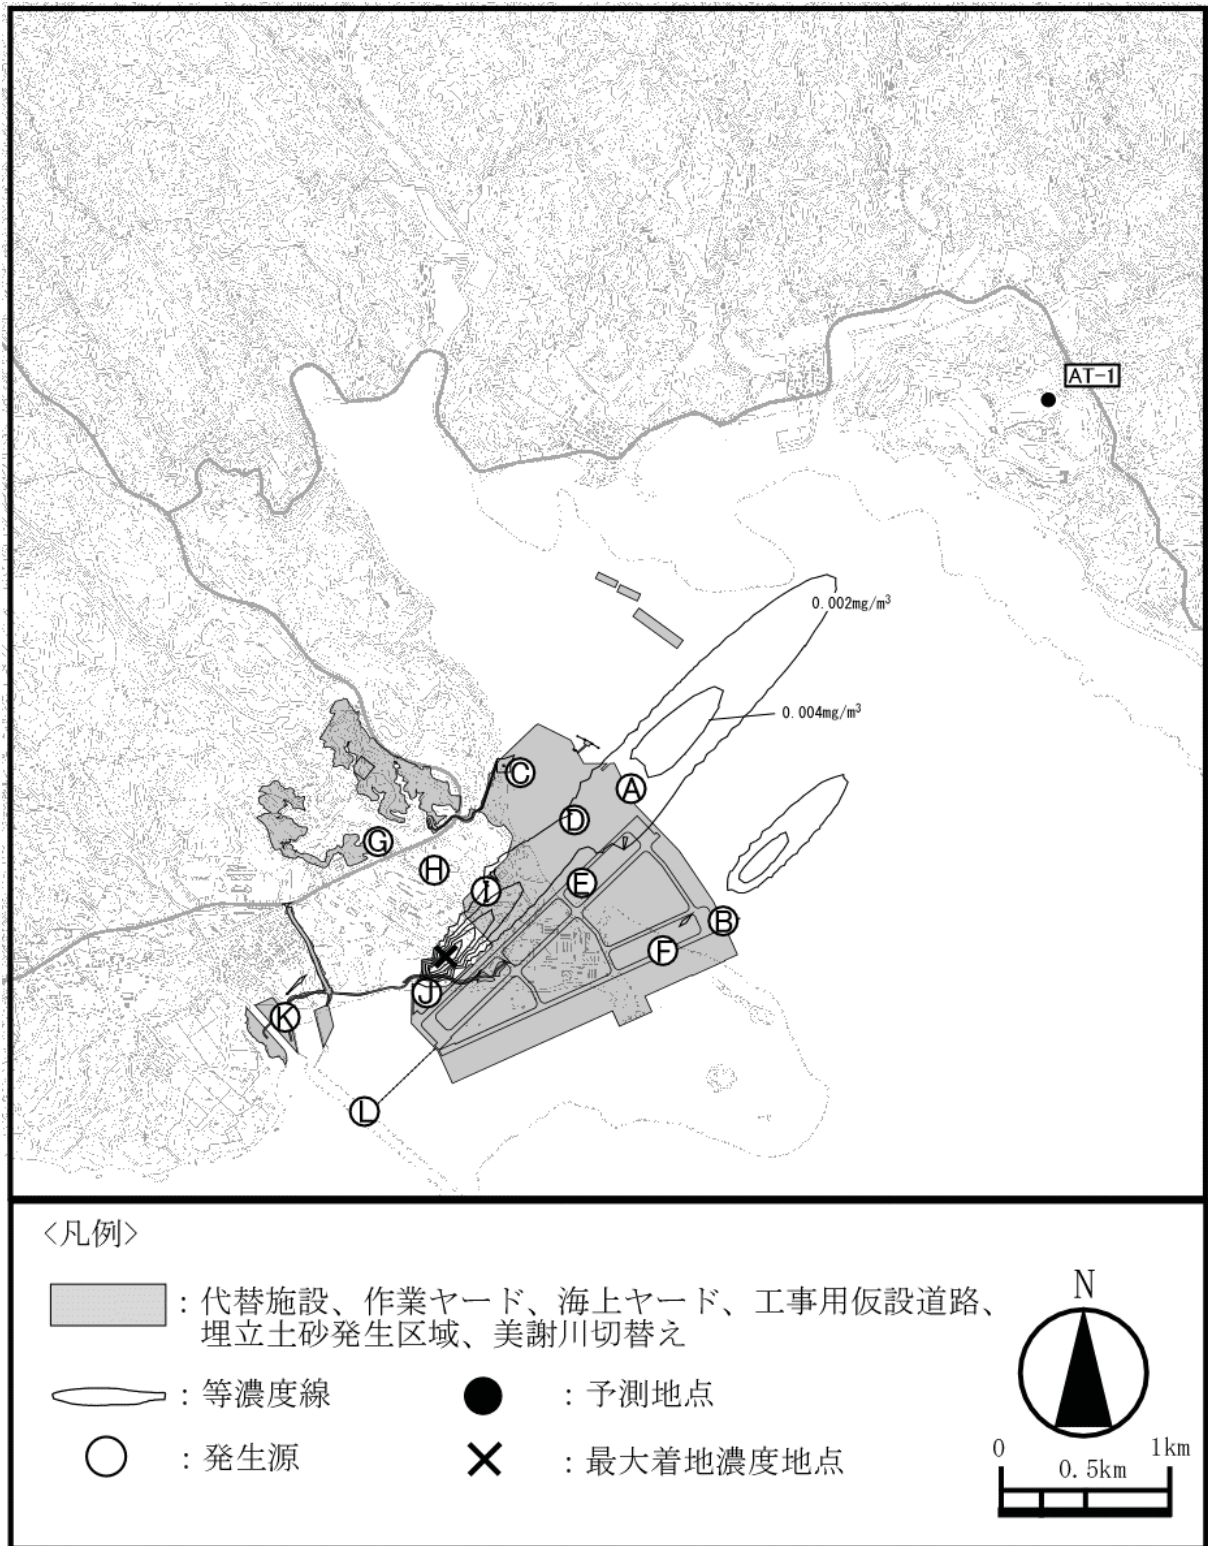 AT-1
0.002mg/m³
0.004mg/m³
C
A
D
G
H
I
E
B
F
J
K
L
〈凡例〉
：代替施設、作業ヤード、海上ヤード、工事用仮設道路、
埋立土砂発生区域、美謝川切替え
：等濃度線
：予測地点
：発生源
：最大着地濃度地点
N
0
1km
0.5km